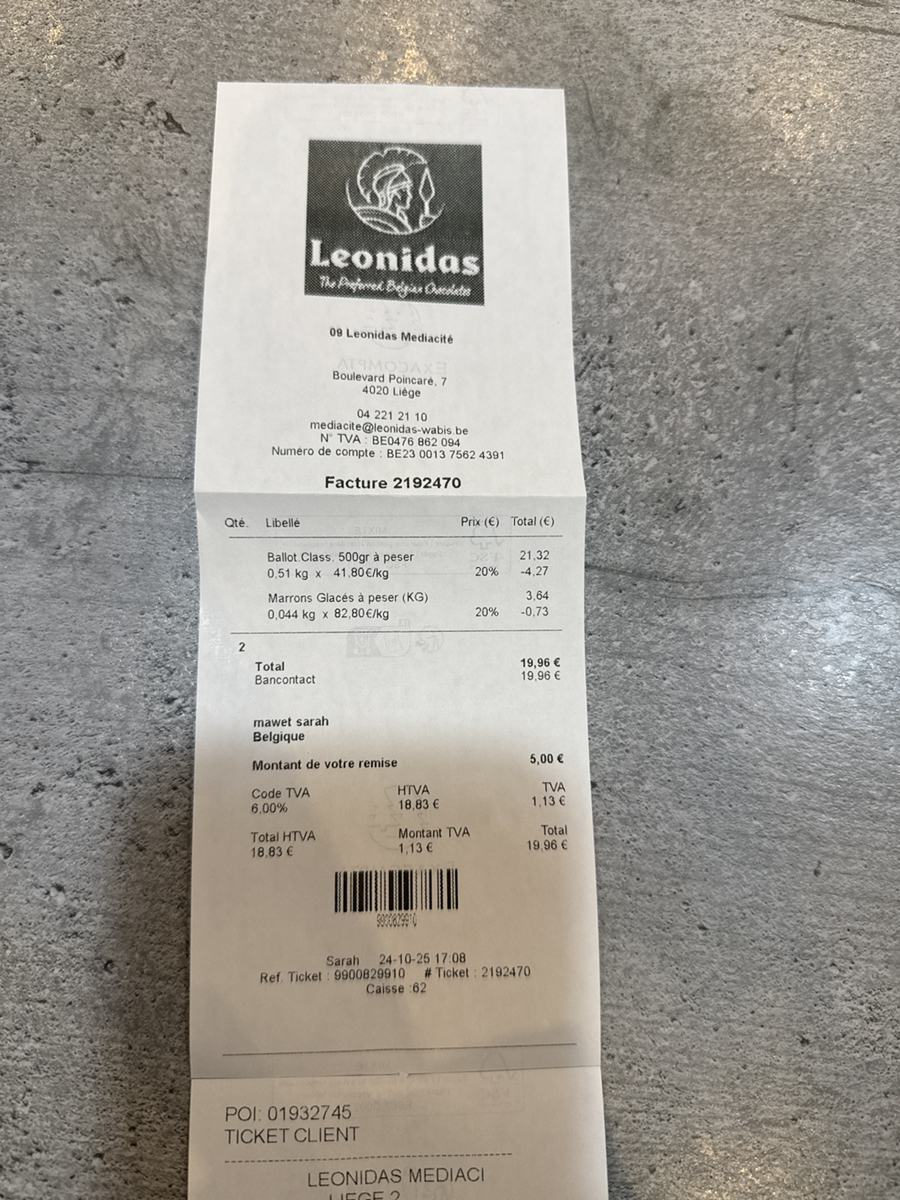 Leonidas
The Preferred Belgian Chocolates
09 Leonidas Mediacité
Boulevard Poincaré, 7
4020 Liège
04 221 21 10
mediacite@leonidas-wabis.be
N° TVA : BE0476 862 094
Numéro de compte : BE23 0013 7562 4391
Facture 2192470
Qté. Libellé Prix (€) Total (€)
Ballot.Class. 500gr à peser 21,32
0,51 kg x 41,80€/kg 20% -4,27
Marrons Glacés à peser (KG) 3,64
0,044 kg x 82,80€/kg 20% -0,73
2
Total 19,96 €
Bancontact 19,96 €
mawet sarah
Belgique
Montant de votre remise 5,00 €
Code TVA HTVA TVA
6,00% 18,83 € 1,13 €
Total HTVA Montant TVA Total
18,83 € 1,13 € 19,96 €
9900829910
Sarah 24-10-25 17:08
Ref. Ticket : 9900829910 # Ticket : 2192470
Caisse :62
POI: 01932745
TICKET CLIENT
LEONIDAS MEDIACI
LIEGE 2